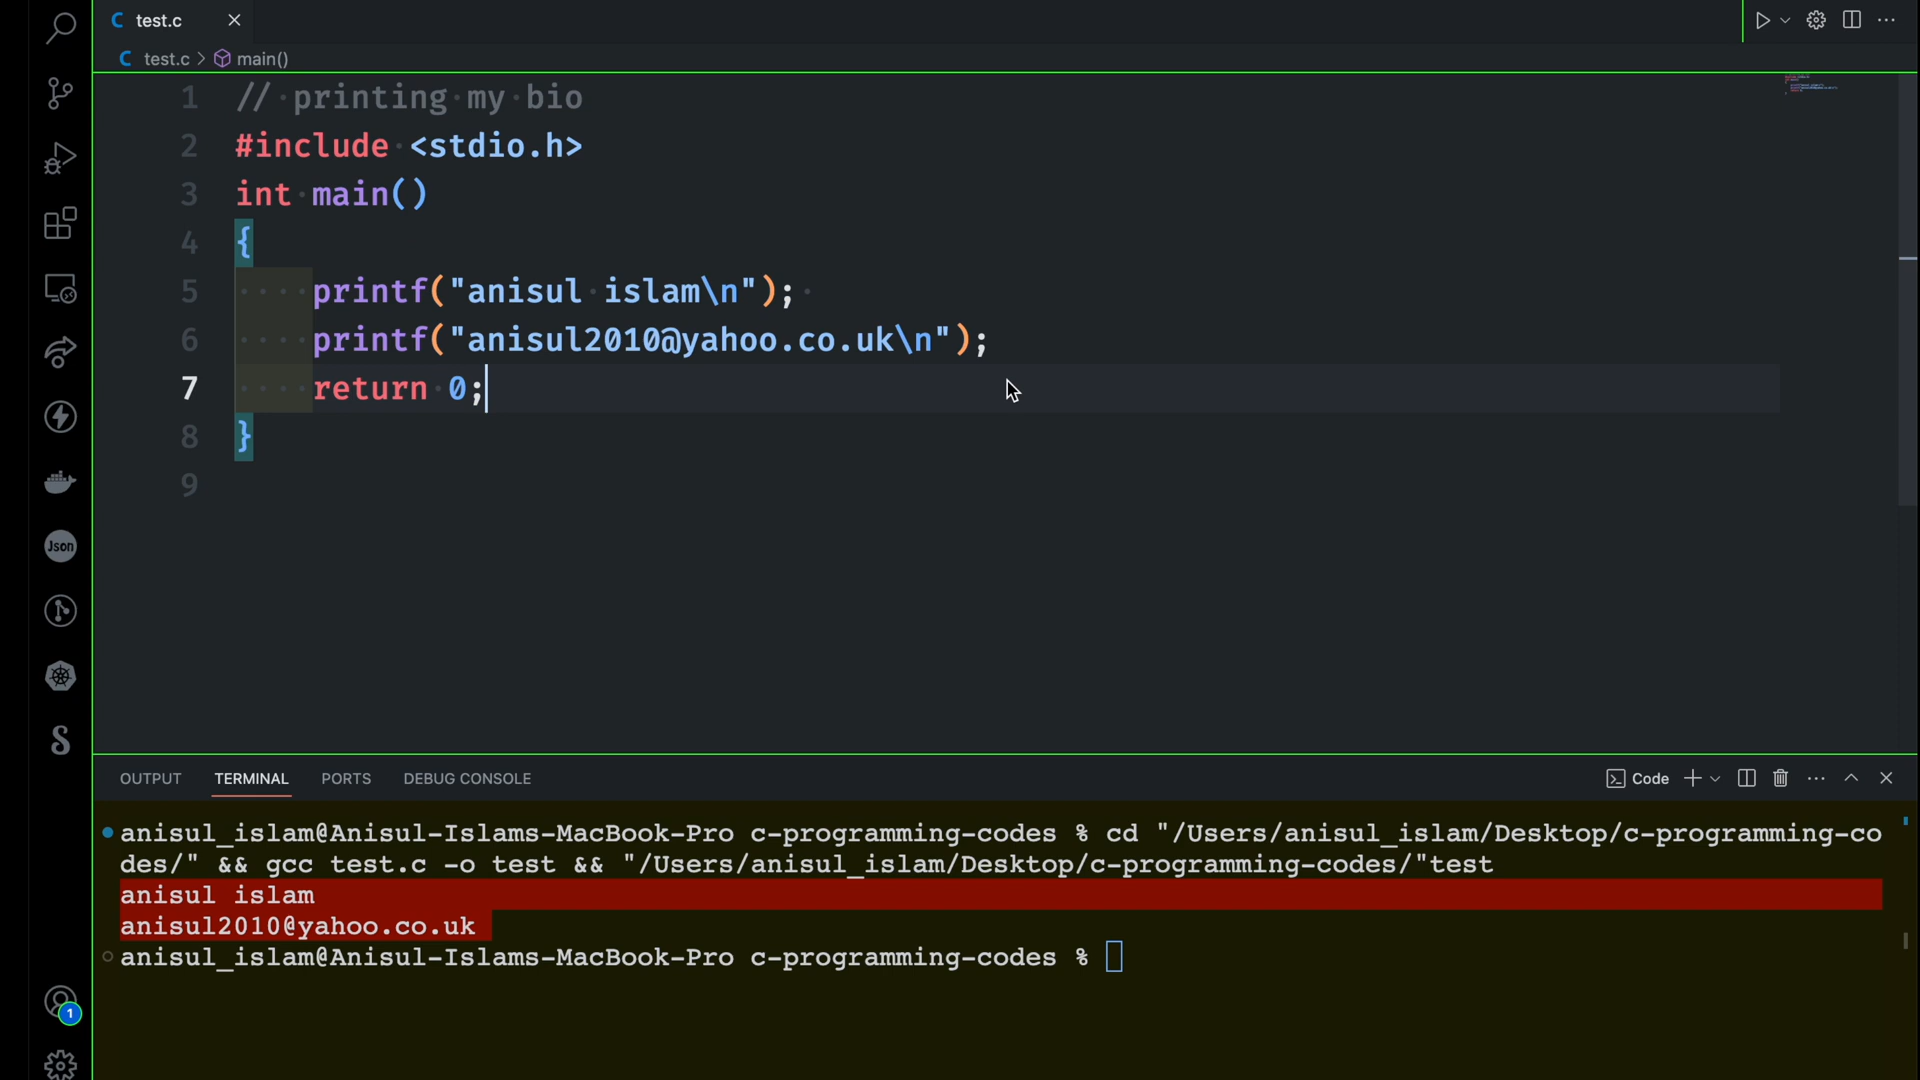 test.c
test.c > main()
1 // printing my bio
2 #include <stdio.h>
3 int main()
4 {
5 printf("anisul islam\n");
6 printf("anisul2010@yahoo.co.uk\n");
7 return 0;
8 }
9
Json
S
OUTPUT TERMINAL PORTS DEBUG CONSOLE Code
anisul_islam@Anisul-Islams-MacBook-Pro c-programming-codes % cd "/Users/anisul_islam/Desktop/c-programming-co
des/" && gcc test.c -o test && "/Users/anisul_islam/Desktop/c-programming-codes/"test
anisul islam
anisul2010@yahoo.co.uk
anisul_islam@Anisul-Islams-MacBook-Pro c-programming-codes %
1